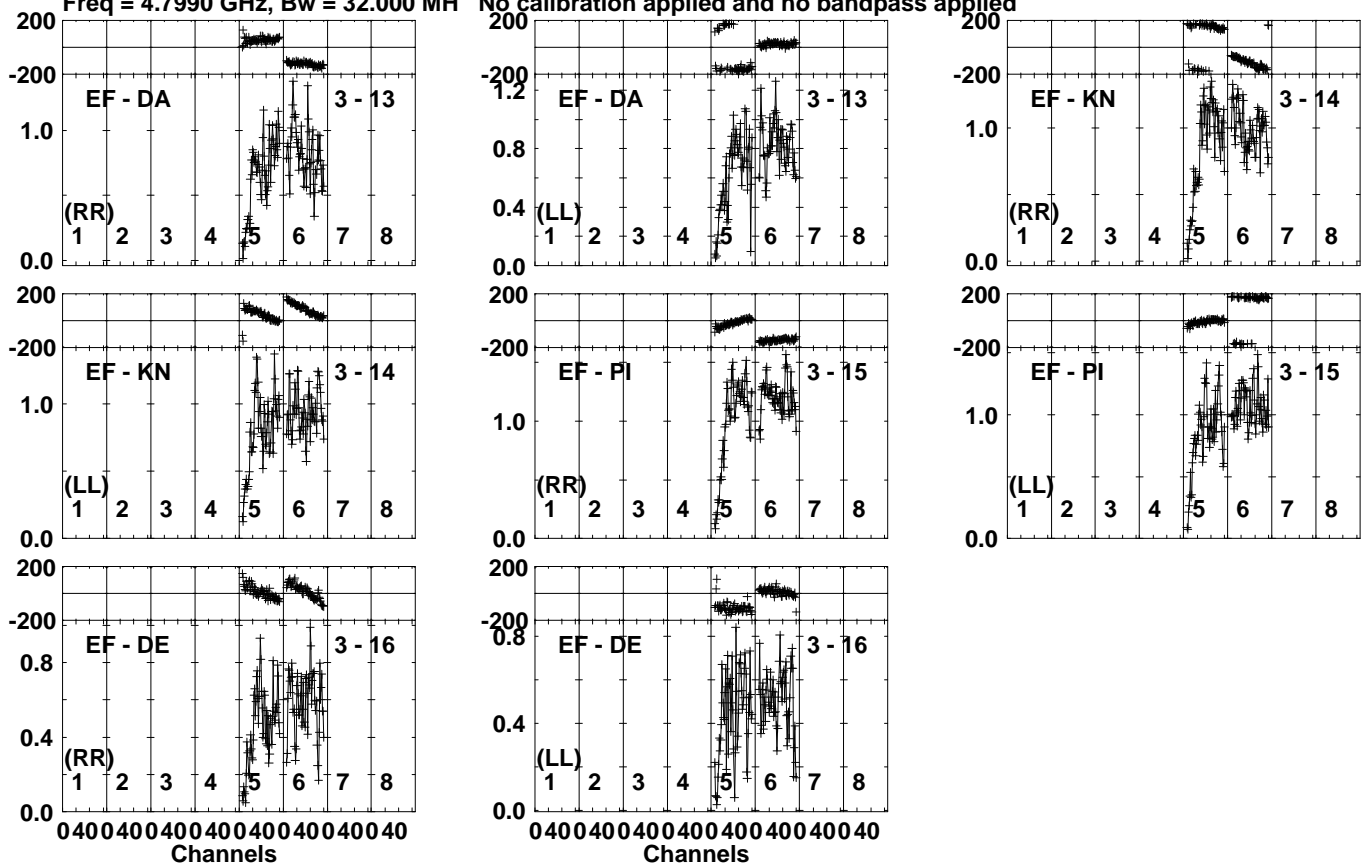 Freq = 4.7990 GHz, Bw = 32.000 MH No calibration applied and no bandpass applied
200
-200
EF - DA 3 - 13
1.0
(RR)
1 2 3 4 5 6 7 8
0.0
200
-200
1.2
EF - DA 3 - 13
0.8
0.4
(LL)
1 2 3 4 5 6 7 8
0.0
200
-200
EF - KN 3 - 14
1.0
(RR)
1 2 3 4 5 6 7 8
0.0
200
-200
EF - KN 3 - 14
1.0
(LL)
1 2 3 4 5 6 7 8
0.0
200
-200
EF - PI 3 - 15
1.0
(RR)
1 2 3 4 5 6 7 8
0.0
200
-200
EF - PI 3 - 15
1.0
(LL)
1 2 3 4 5 6 7 8
0.0
200
-200
EF - DE 3 - 16
0.8
0.4
(RR)
1 2 3 4 5 6 7 8
0.0
0 40 0 40 0 40 0 40 0 40 0 40 0 40 0 40
Channels
200
-200
0.8
EF - DE 3 - 16
0.4
(LL)
1 2 3 4 5 6 7 8
0.0
0 40 0 40 0 40 0 40 0 40 0 40 0 40 0 40
Channels